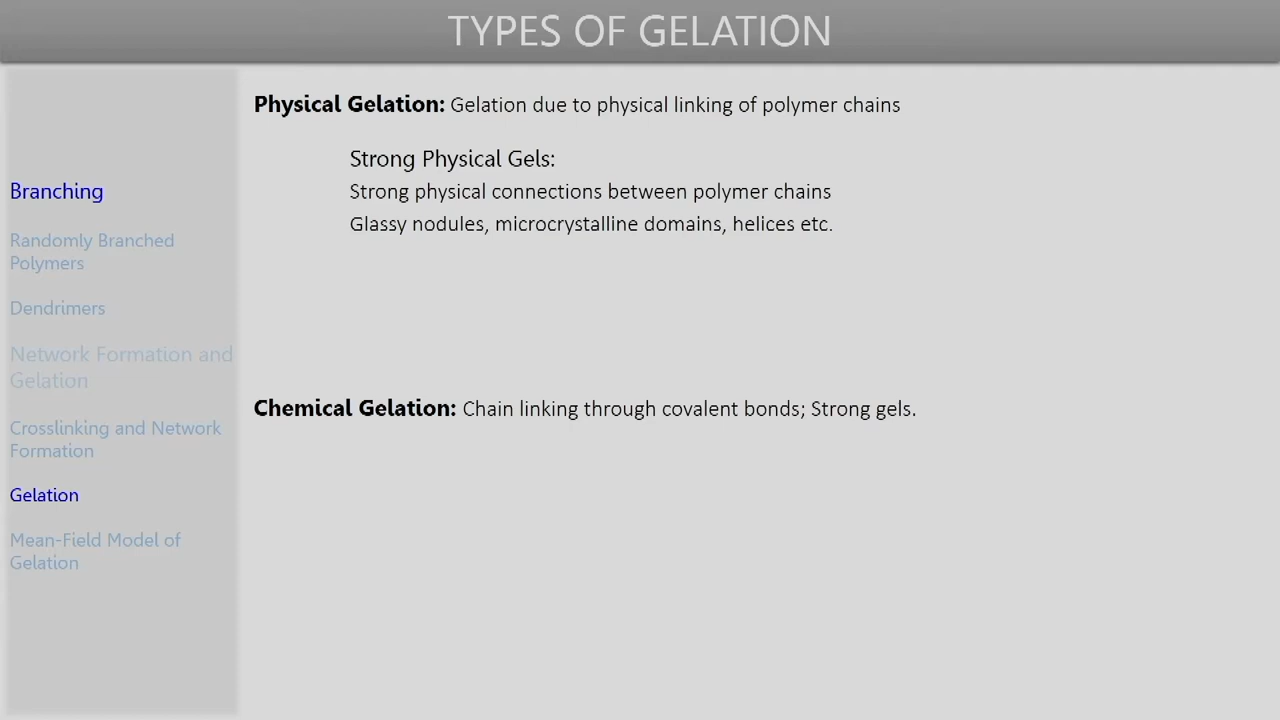 TYPES OF GELATION
Branching
Randomly Branched
Polymers
Dendrimers
Network Formation and
Gelation
Crosslinking and Network
Formation
Gelation
Mean-Field Model of
Gelation
Physical Gelation: Gelation due to physical linking of polymer chains
Strong Physical Gels:
Strong physical connections between polymer chains
Glassy nodules, microcrystalline domains, helices etc.
Chemical Gelation: Chain linking through covalent bonds; Strong gels.